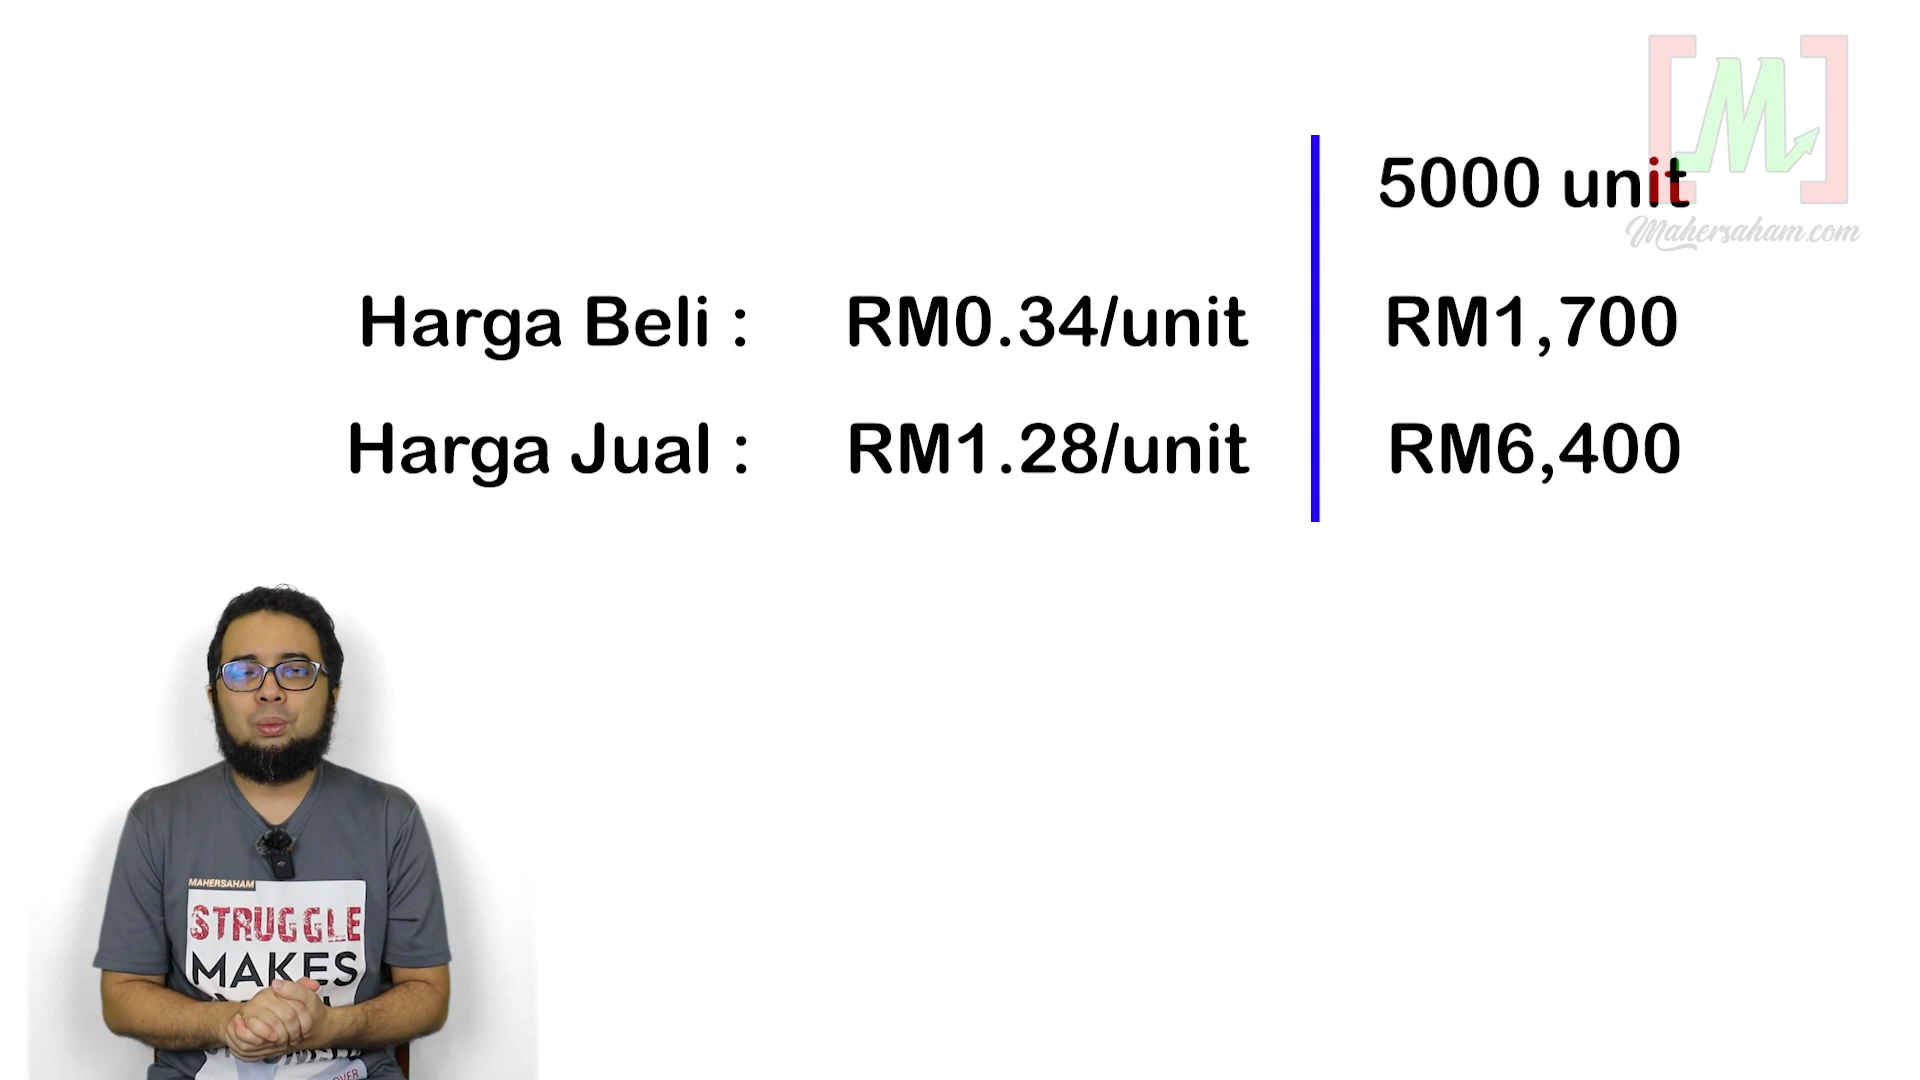 5000 unit
Mahersaham.com
Harga Beli : RM0.34/unit RM1,700
Harga Jual : RM1.28/unit RM6,400
MAHERSAHAM
STRUGGLE
MAKES